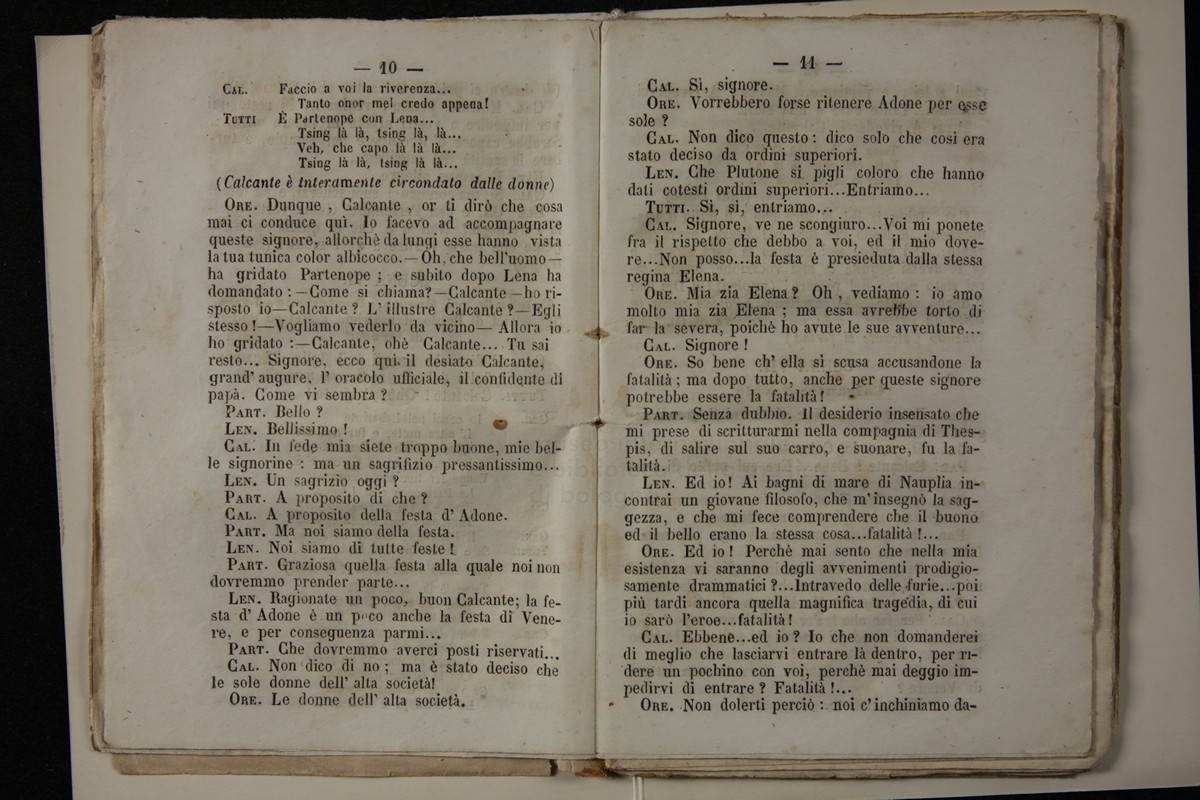 — 10 —
CAL. Faccio a voi la riverenza...
Tanto onor mel credo appena!
TUTTI È Partenope con Lena...
Tsing là là, tsing là, là...
Veh, che capo là là là...
Tsing là là, tsing là là...
(Calcante è interamente circondato dalle donne)
ORE. Dunque , Calcante , or ti dirò che cosa
mai ci conduce quì. Io facevo ad accompagnare
queste signore, allorchè da lungi esse hanno vista
la tua tunica color albicocco.— Oh, che bell'uomo—
ha gridato Partenope ; e subito dopo Lena ha
domandato : —Come si chiama?—Calcante —ho ri-
sposto io—Calcante ? L' illustre Calcante ?—Egli
stesso !—Vogliamo vederlo da vicino— Allora io
ho gridato :—Calcante, ohè Calcante... Tu sai
resto... Signore, ecco qui il desiato Calcante,
grand' augure, l' oracolo ufficiale, il confidente di
papà. Come vi sembra ?
PART. Bello ?
LEN. Bellissimo !
CAL. In fede mia siete troppo buone, mie bel-
le signorine : ma un sagrifizio pressantissimo...
LEN. Un sagrizio oggi ?
PART. A proposito di che ?
CAL. A proposito della festa d' Adone.
PART. Ma noi siamo della festa.
LEN. Noi siamo di tutte feste !
PART. Graziosa quella festa alla quale noi non
dovremmo prender parte...
LEN. Ragionate un poco, buon Calcante; la fe-
sta d' Adone è un poco anche la festa di Vene-
re, e per conseguenza parmi...
PART. Che dovremmo averci posti riservati...
CAL. Non dico di no ; ma è stato deciso che
le sole donne dell' alta società!
ORE. Le donne dell' alta società.
— 11 —
CAL. Sì, signore.
ORE. Vorrebbero forse ritenere Adone per esse
sole ?
CAL. Non dico questo : dico solo che così era
stato deciso da ordini superiori.
LEN. Che Plutone si pigli coloro che hanno
dati cotesti ordini superiori...Entriamo...
TUTTI. Sì, sì, entriamo...
CAL. Signore, ve ne scongiuro...Voi mi ponete
fra il rispetto che debbo a voi, ed il mio dove-
re...Non posso...la festa è presieduta dalla stessa
regina Elena.
ORE. Mia zia Elena ? Oh , vediamo : io amo
molto mia zia Elena ; ma essa avrebbe torto di
far la severa, poichè ho avute le sue avventure...
CAL. Signore !
ORE. So bene ch' ella si scusa accusandone la
fatalità ; ma dopo tutto, anche per queste signore
potrebbe essere la fatalità !
PART. Senza dubbio. Il desiderio insensato che
mi prese di scritturarmi nella compagnia di Thes-
pis, di salire sul suo carro, e suonare, fu la fa-
talità.
LEN. Ed io! Ai bagni di mare di Nauplia in-
contrai un giovane filosofo, che m'insegnò la sag-
gezza, e che mi fece comprendere che il buono
ed il bello erano la stessa cosa...fatalità !...
ORE. Ed io ! Perchè mai sento che nella mia
esistenza vi saranno degli avvenimenti prodigio-
samente drammatici ?...Intravedo delle furie...poi
più tardi ancora quella magnifica tragedia, di cui
io sarò l'eroe...fatalità !
CAL. Ebbene...ed io ? Io che non domanderei
di meglio che lasciarvi entrare là dentro, per ri-
dere un pochino con voi, perchè mai deggio im-
pedirvi di entrare ? Fatalità !...
ORE. Non dolerti perciò : noi c'inchiniamo da-